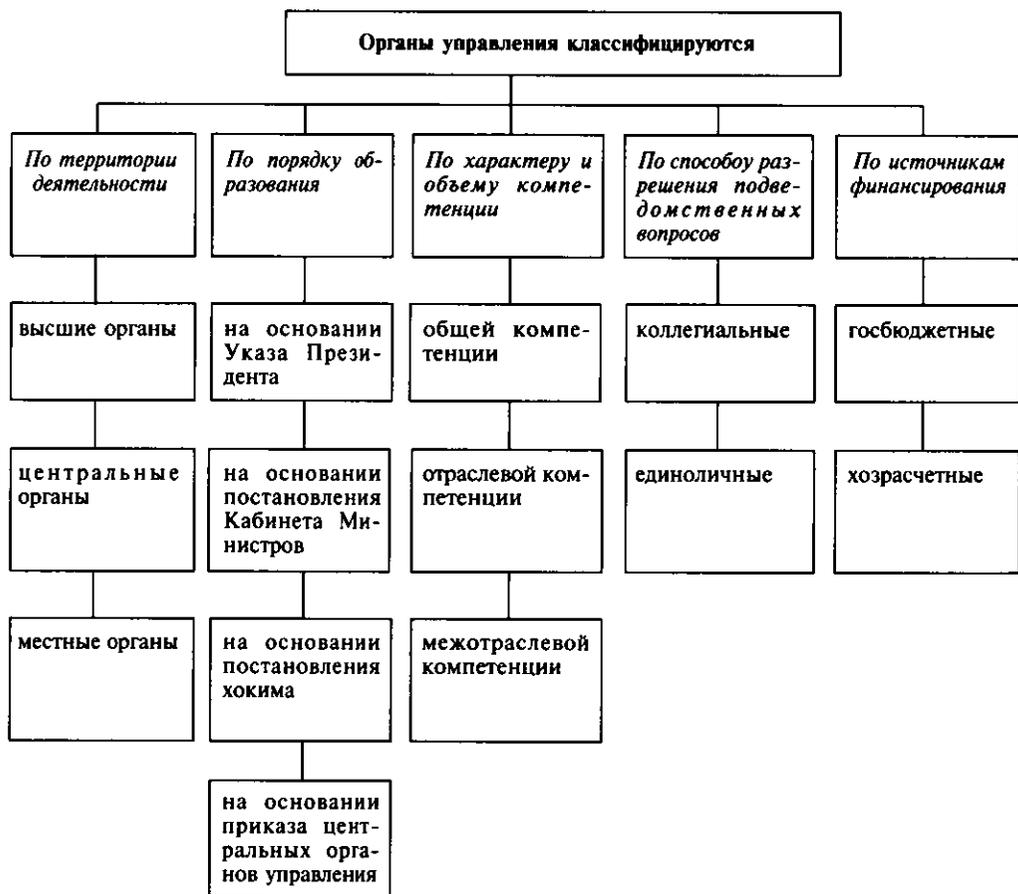 Органы управления классифицируются
По территории
деятельности
По порядку об-
разования
По характеру и
объему компе-
тенции
По способоу раз-
решения подве-
домственных
вопросов
По источникам
финансирования
высшие органы
на основании
Указа Прези-
дента
общей компе-
тенции
коллегиальные
госбюджетные
центральные
органы
на основании
постановления
Кабинета Ми-
нистров
отраслевой ком-
петенции
единоличные
хозрасчетные
местные органы
на основании
постановления
хокима
межотраслевой
компетенции
на основании
приказа цент-
ральных орга-
нов управления